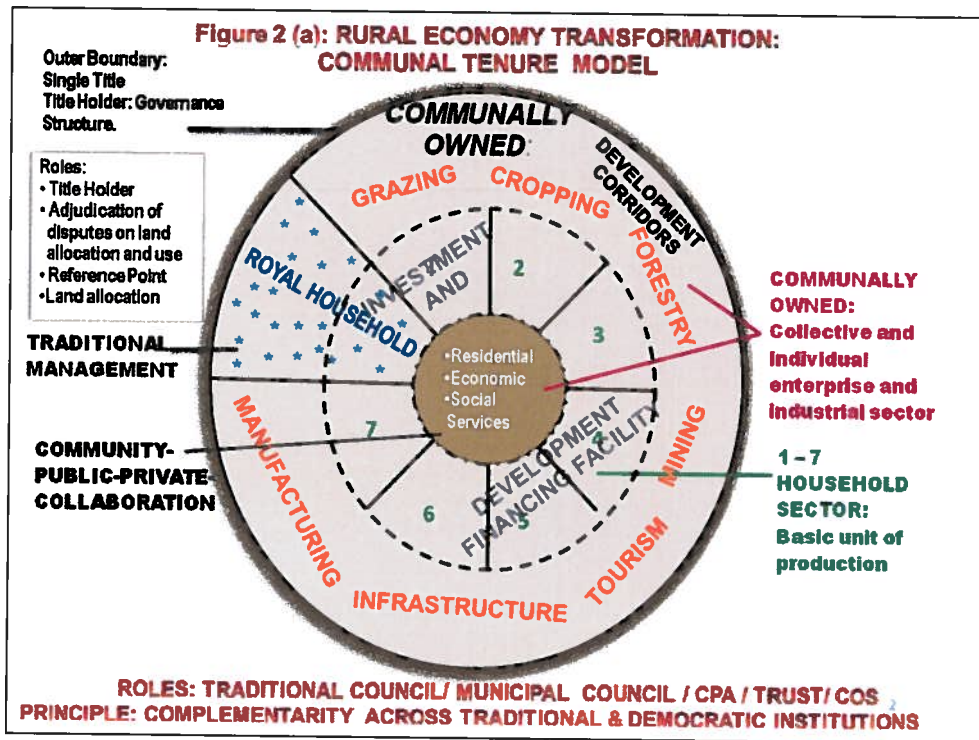 Figure 2 (a): RURAL ECONOMY TRANSFORMATION:
COMMUNAL TENURE MODEL
Outer Boundary:
Single Title
Title Holder: Governance
Structure.
Roles:
• Title Holder
• Adjudication of
disputes on land
allocation and use
• Reference Point
• Land allocation
TRADITIONAL
MANAGEMENT
COMMUNITY-
PUBLIC-PRIVATE-
COLLABORATION
COMMUNALLY
OWNED:
DEVELOPMENT
CORRIDORS
GRAZING
CROPPING
FORESTRY
MINING
TOURISM
INFRASTRUCTURE
MANUFACTURING
ROYAL HOUSEHOLD
INVESTMENT
AND
DEVELOPMENT
FINANCING FACILITY
2
3
4
5
6
7
•Residential
•Economic
•Social
Services
COMMUNALLY
OWNED:
Collective and
individual
enterprise and
industrial sector
1 – 7
HOUSEHOLD
SECTOR:
Basic unit of
production
ROLES: TRADITIONAL COUNCIL/ MUNICIPAL COUNCIL / CPA / TRUST/ COS
2
PRINCIPLE: COMPLEMENTARITY ACROSS TRADITIONAL & DEMOCRATIC INSTITUTIONS